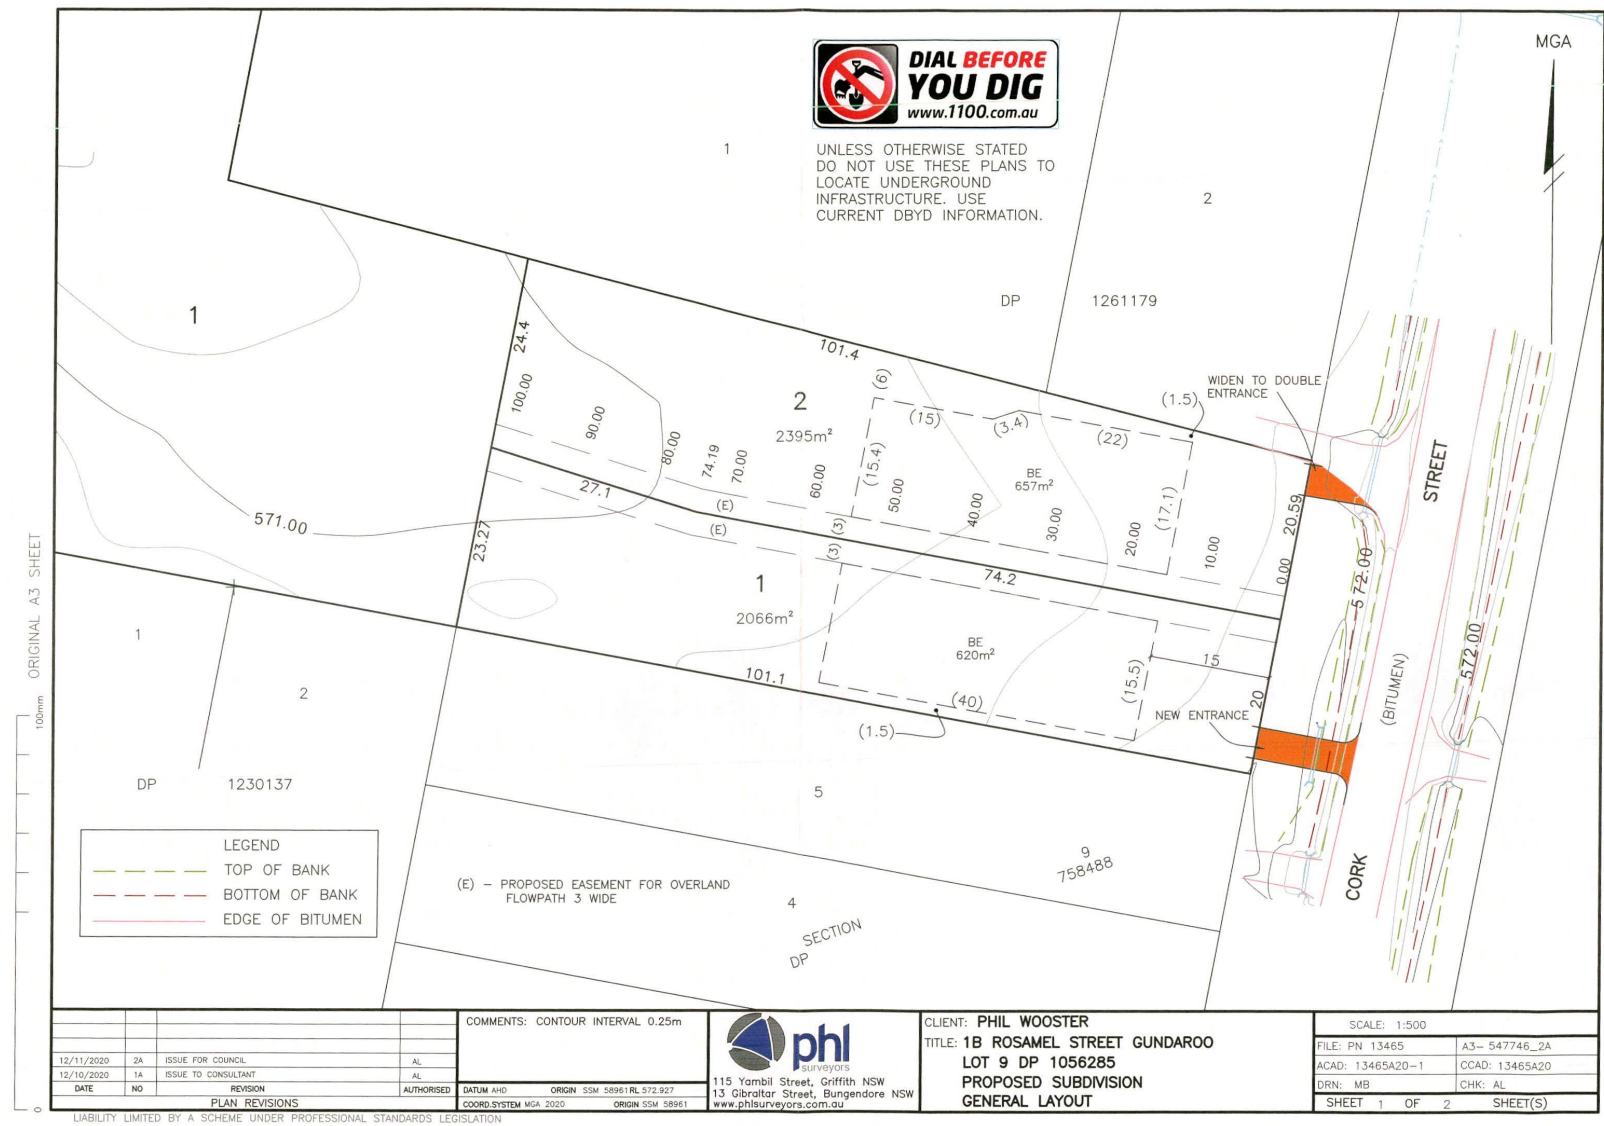 MGA
DIAL BEFORE
YOU DIG
www.1100.com.au
UNLESS OTHERWISE STATED
DO NOT USE THESE PLANS TO
LOCATE UNDERGROUND
INFRASTRUCTURE. USE
CURRENT DBYD INFORMATION.
1
2
DP 1261179
1
24.4
101.4
100.00
90.00
80.00
74.19
70.00
60.00
50.00
40.00
30.00
20.00
10.00
0.00
2
2395m²
(6)
(15)
(3.4)
(22)
(1.5)
WIDEN TO DOUBLE
ENTRANCE
(15.4)
BE
657m²
(17.1)
20.59
STREET
27.1
(E)
(E)
(3)
(3)
571.00
23.27
74.2
572.00
572.00
1
2066m²
BE
620m²
15
(15.5)
(BITUMEN)
101.1
(40)
(1.5)
20
NEW ENTRANCE
1
2
DP 1230137
5
9
758488
4
SECTION
DP
CORK
LEGEND
TOP OF BANK
BOTTOM OF BANK
EDGE OF BITUMEN
(E) – PROPOSED EASEMENT FOR OVERLAND
FLOWPATH 3 WIDE
ORIGINAL A3 SHEET
100mm
0
12/11/2020 2A ISSUE FOR COUNCIL AL
12/10/2020 1A ISSUE TO CONSULTANT AL
DATE NO REVISION AUTHORISED
PLAN REVISIONS
COMMENTS: CONTOUR INTERVAL 0.25m
DATUM AHD ORIGIN SSM 58961 RL 572.927
COORD.SYSTEM MGA 2020 ORIGIN SSM 58961
phl
surveyors
115 Yambil Street, Griffith NSW
13 Gibraltar Street, Bungendore NSW
www.phlsurveyors.com.au
CLIENT: PHIL WOOSTER
TITLE: 1B ROSAMEL STREET GUNDAROO
LOT 9 DP 1056285
PROPOSED SUBDIVISION
GENERAL LAYOUT
SCALE: 1:500
FILE: PN 13465 A3– 547746_2A
ACAD: 13465A20–1 CCAD: 13465A20
DRN: MB CHK: AL
SHEET 1 OF 2 SHEET(S)
LIABILITY LIMITED BY A SCHEME UNDER PROFESSIONAL STANDARDS LEGISLATION